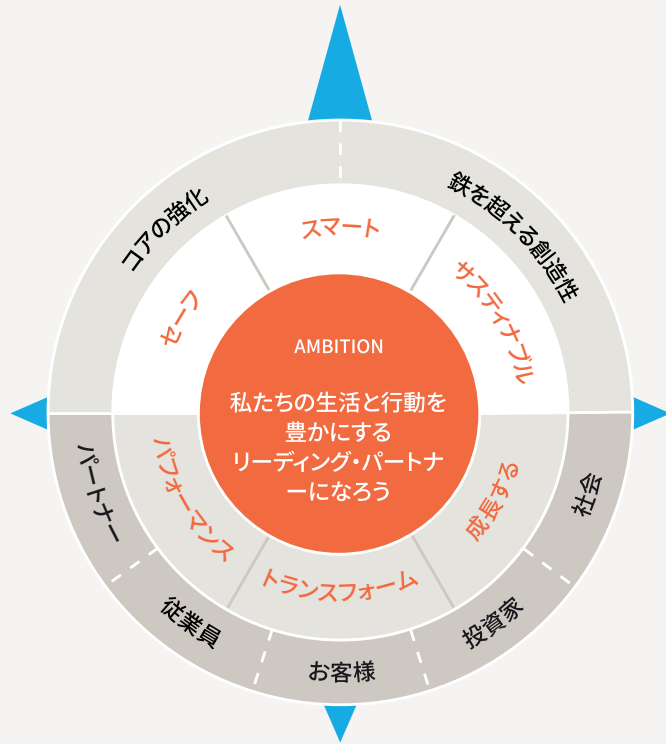 コアの強化
鉄を超える創造性
セーフ
スマート
サスティナブル
AMBITION
私たちの生活と行動を
豊かにする
リーディング・パートナ
ーになろう
パフォーマンス
トランスフォーム
成長する
パートナー
従業員
お客様
投資家
社会